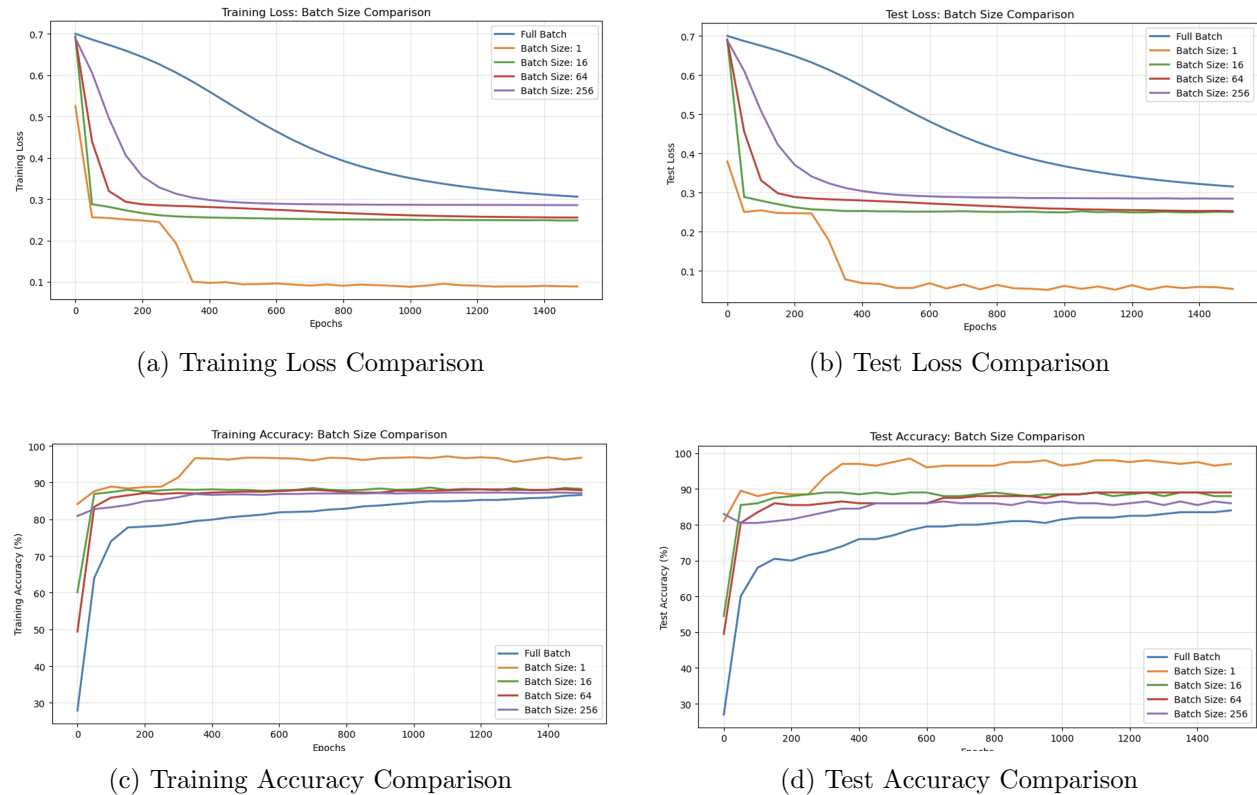 Training Loss: Batch Size Comparison
0.7
0.6
0.5
0.4
0.3
0.2
0.1
Training Loss
Full Batch
Batch Size: 1
Batch Size: 16
Batch Size: 64
Batch Size: 256
0 200 400 600 800 1000 1200 1400
Epochs
(a) Training Loss Comparison
Test Loss: Batch Size Comparison
0.7
0.6
0.5
0.4
0.3
0.2
0.1
Test Loss
Full Batch
Batch Size: 1
Batch Size: 16
Batch Size: 64
Batch Size: 256
0 200 400 600 800 1000 1200 1400
Epochs
(b) Test Loss Comparison
Training Accuracy: Batch Size Comparison
100
90
80
70
60
50
40
30
Training Accuracy (%)
Full Batch
Batch Size: 1
Batch Size: 16
Batch Size: 64
Batch Size: 256
0 200 400 600 800 1000 1200 1400
Epochs
(c) Training Accuracy Comparison
Test Accuracy: Batch Size Comparison
100
90
80
70
60
50
40
30
Test Accuracy (%)
Full Batch
Batch Size: 1
Batch Size: 16
Batch Size: 64
Batch Size: 256
0 200 400 600 800 1000 1200 1400
Epochs
(d) Test Accuracy Comparison